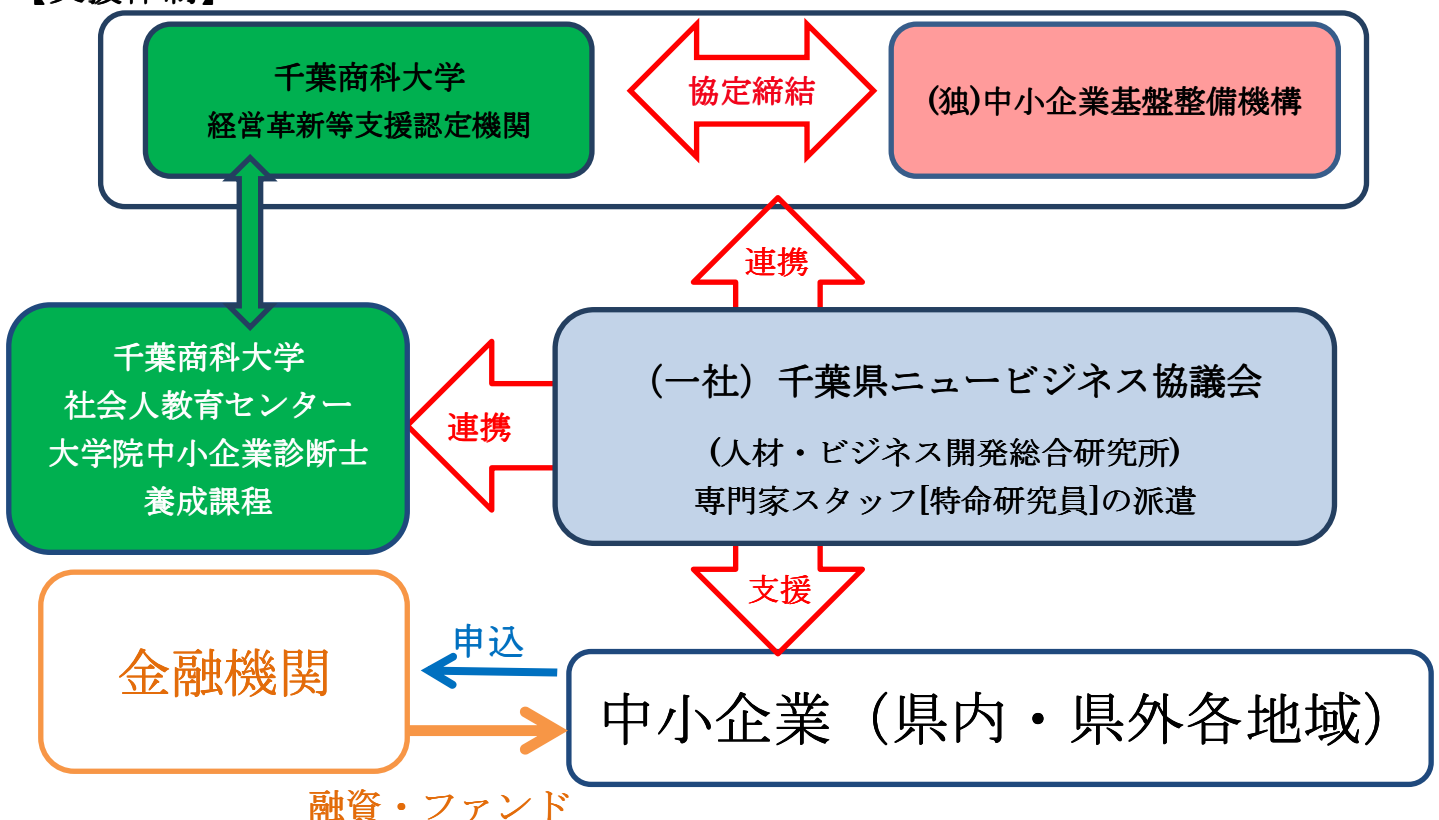 【支援体制】
千葉商科大学
経営革新等支援認定機関
協定締結
(独)中小企業基盤整備機構
連携
千葉商科大学
社会人教育センター
大学院中小企業診断士
養成課程
連携
（一社）千葉県ニュービジネス協議会
(人材・ビジネス開発総合研究所)
専門家スタッフ[特命研究員]の派遣
支援
金融機関
申込
中小企業（県内・県外各地域）
融資・ファンド